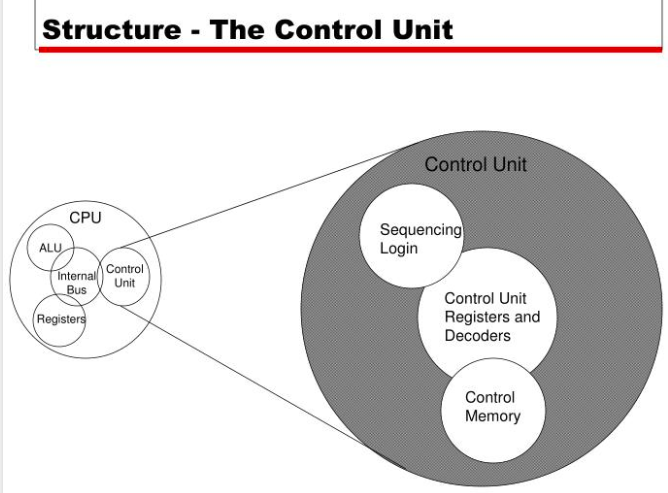 Structure - The Control Unit
CPU
ALU
Internal
Bus
Control
Unit
Registers
Control Unit
Sequencing
Login
Control Unit
Registers and
Decoders
Control
Memory